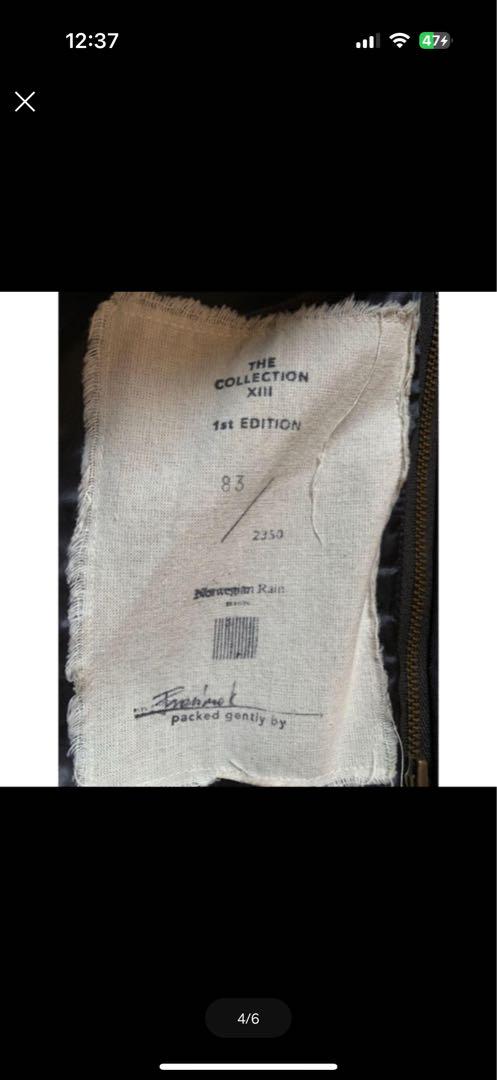 12:37
47
THE
COLLECTION
XIII
1st EDITION
83
2350
Norwegian Rain
packed gently by
4/6